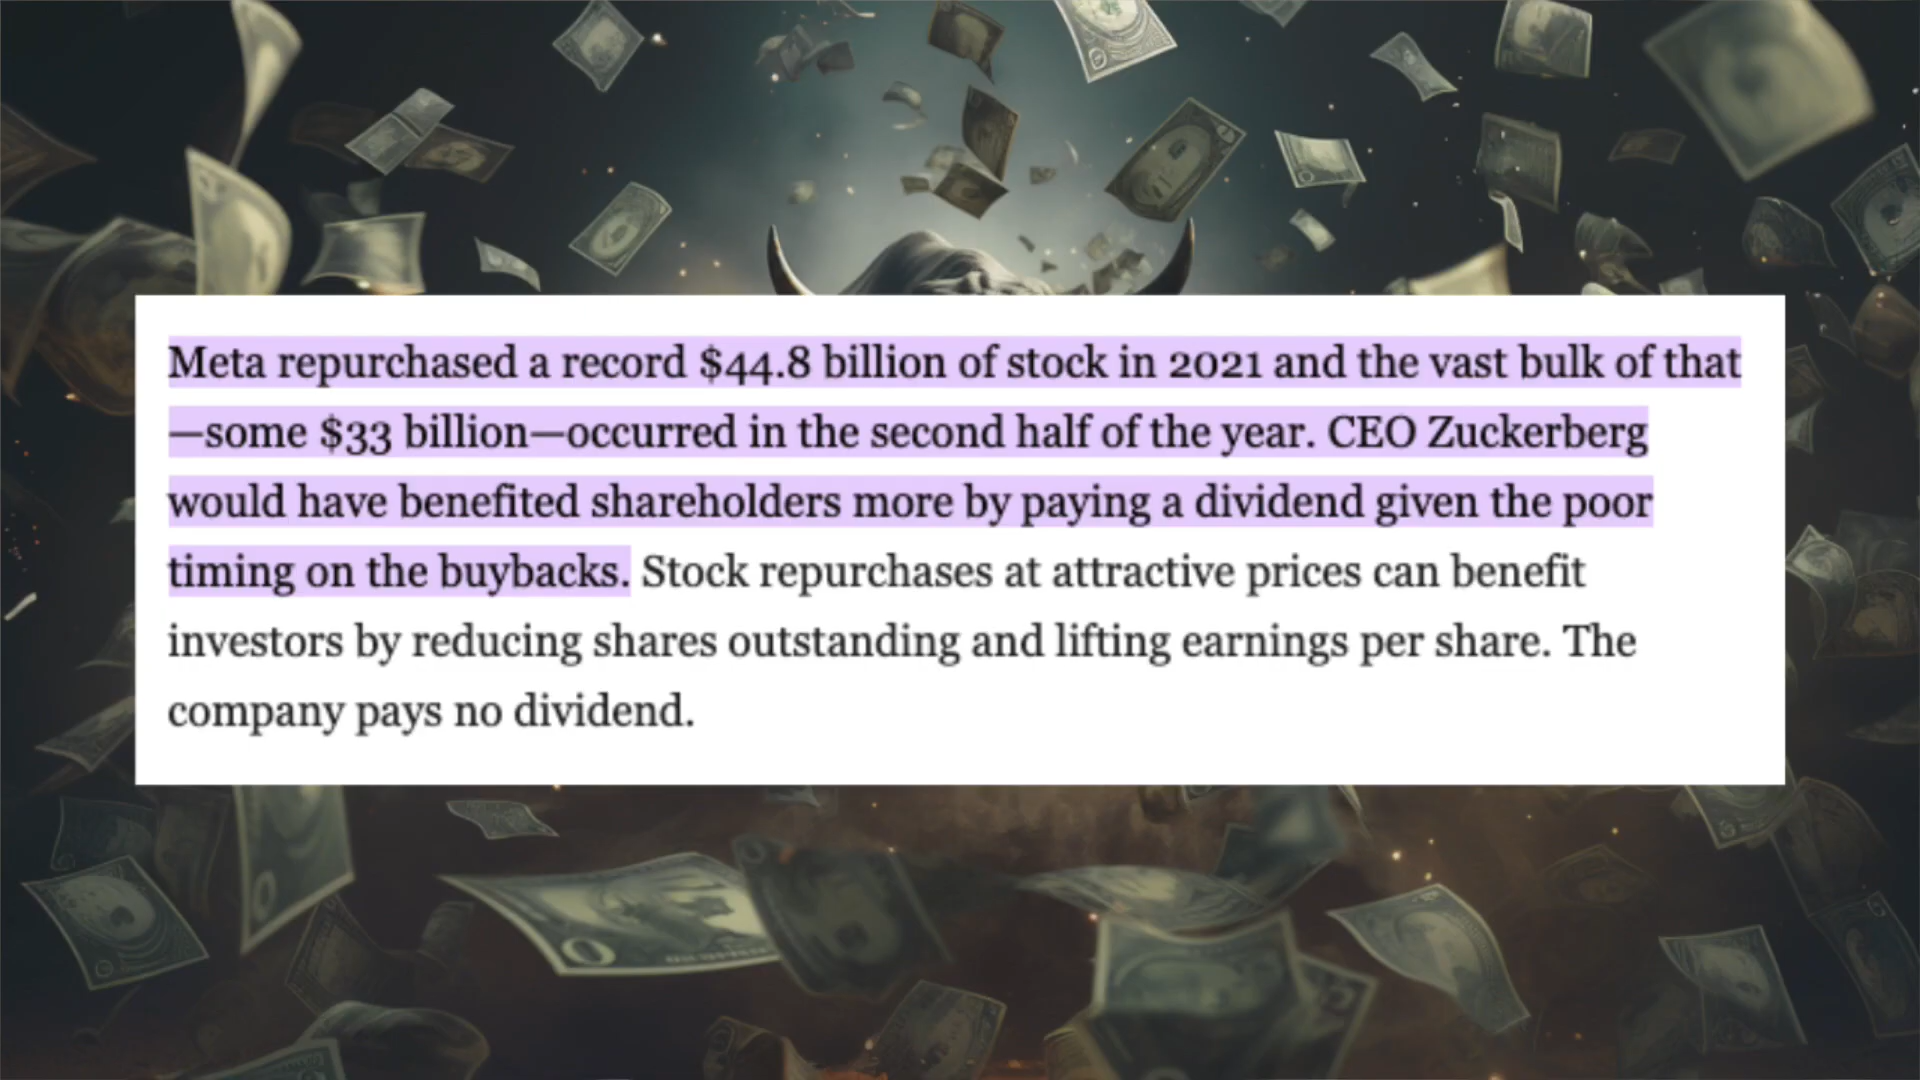 Meta repurchased a record $44.8 billion of stock in 2021 and the vast bulk of that
—some $33 billion—occurred in the second half of the year. CEO Zuckerberg
would have benefited shareholders more by paying a dividend given the poor
timing on the buybacks. Stock repurchases at attractive prices can benefit
investors by reducing shares outstanding and lifting earnings per share. The
company pays no dividend.